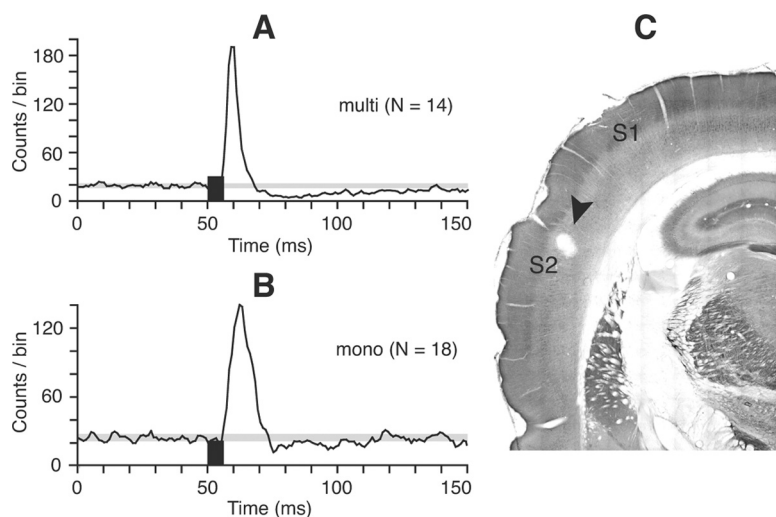 A
180
120
60
0
Counts / bin
multi (N = 14)
0 50 100 150
Time (ms)
B
120
60
0
Counts / bin
mono (N = 18)
0 50 100 150
Time (ms)
C
S1
S2